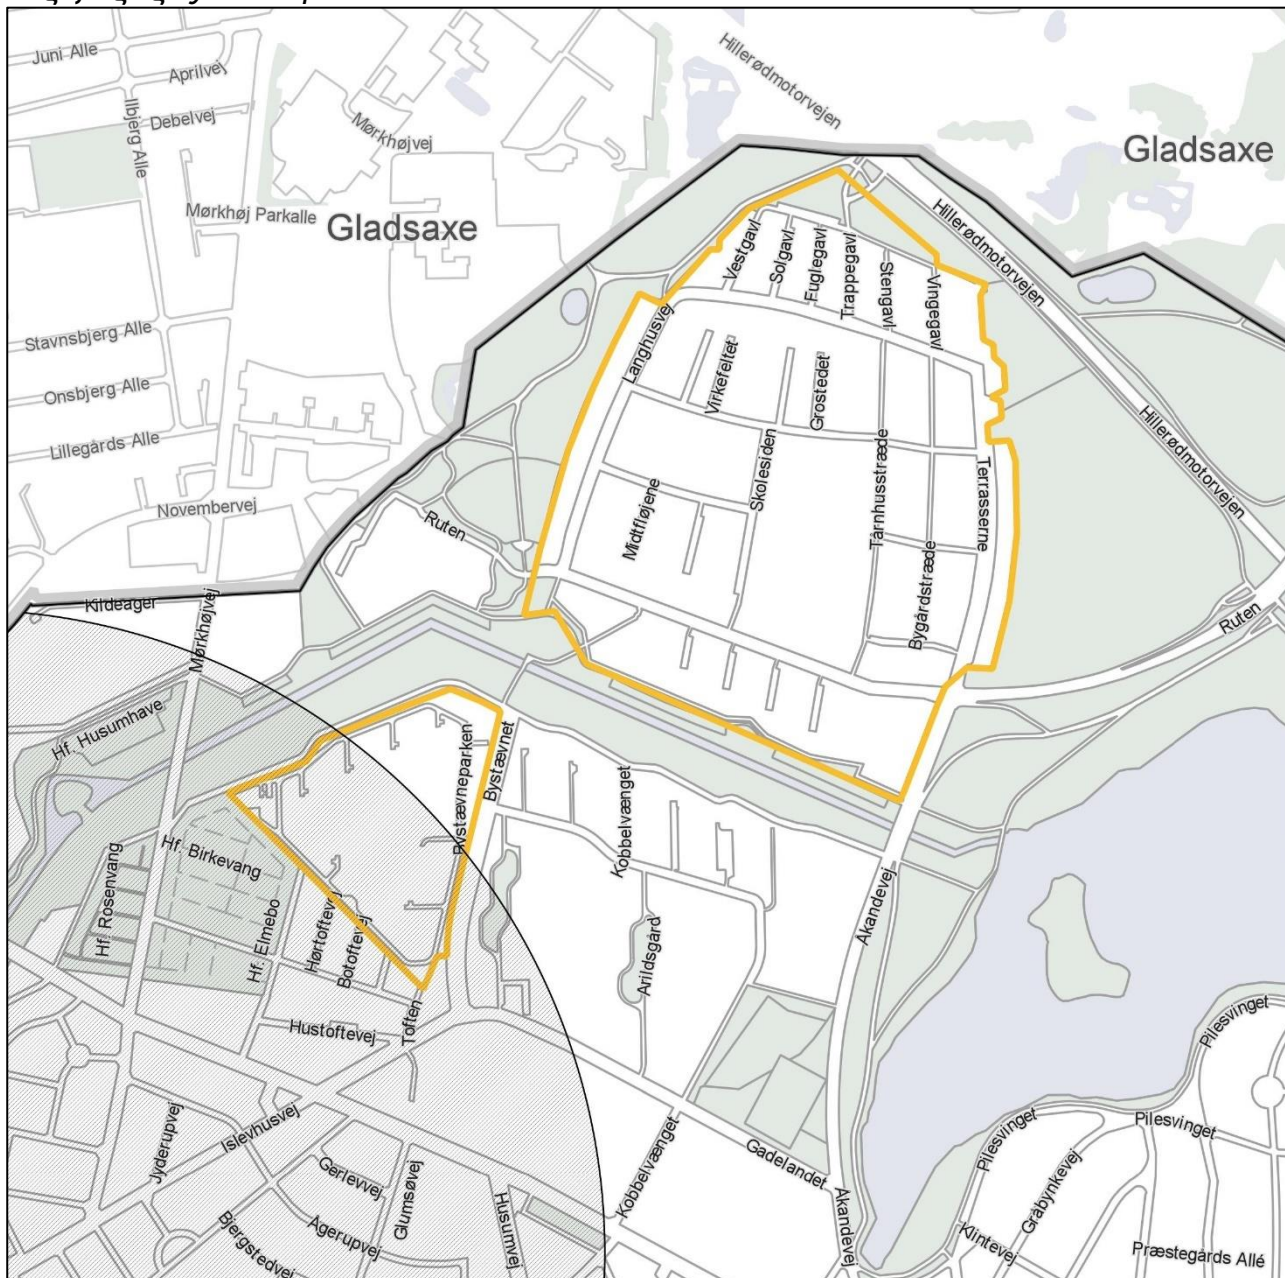 Juni Alle
Aprilvej
Ilbjerg Alle
Debelvej
Mørkhøjvej
Mørkhøj Parkalle
Gladsaxe
Hillerødmotorvejen
Gladsaxe
Hillerødmotorvejen
Vestgavl
Solgavl
Fuglegavl
Trappegavl
Stengavl
Vingegavl
Stavnsbjerg Alle
Onsbjerg Alle
Lillegårds Alle
Novembervej
Langhusvej
Virkefeltet
Grostedet
Hillerødmotorvejen
Skolesiden
Tårnhusstræde
Terrasserne
Midtfløjene
Ruten
Bygårdstræde
Ruten
Kildeager
Mørkhøjvej
Hf. Husumhave
Bystævneparken
Bystævnet
Kobbelvænget
Hf. Birkevang
Hf. Rosenvang
Hf. Elmebo
Hørtoftevej
Botoftevej
Arildsgård
Åkandevej
Hustoftevej
Toften
Pilesvinget
Jyderupvej
Islevhusvej
Gerlevvej
Glumsøvej
Ågerupvej
Bjergstedvej
Husumvej
Kobbelvænget
Gadelandet
Åkandevej
Pilesvinget
Pilesvinget
Gråbynkevej
Klintevej
Præstegårds Allé